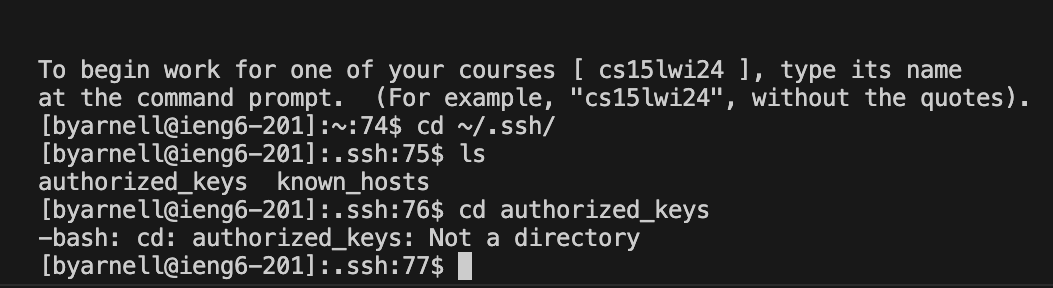 To begin work for one of your courses [ cs15lwi24 ], type its name
at the command prompt.  (For example, "cs15lwi24", without the quotes).
[byarnell@ieng6-201]:~:74$ cd ~/.ssh/
[byarnell@ieng6-201]:.ssh:75$ ls
authorized_keys  known_hosts
[byarnell@ieng6-201]:.ssh:76$ cd authorized_keys
-bash: cd: authorized_keys: Not a directory
[byarnell@ieng6-201]:.ssh:77$